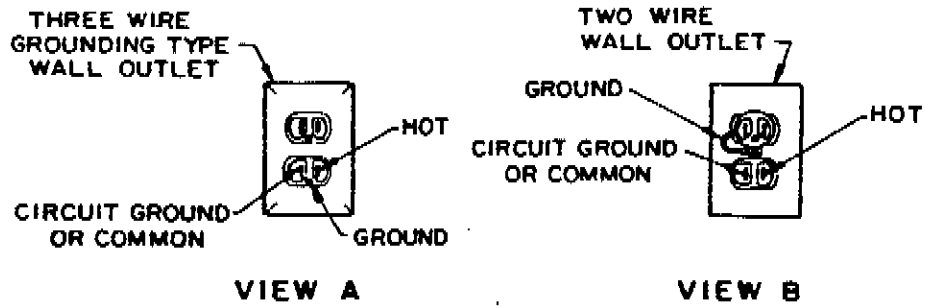 THREE WIRE
GROUNDING TYPE
WALL OUTLET
HOT
CIRCUIT GROUND
OR COMMON
GROUND
VIEW A
TWO WIRE
WALL OUTLET
GROUND
HOT
CIRCUIT GROUND
OR COMMON
VIEW B